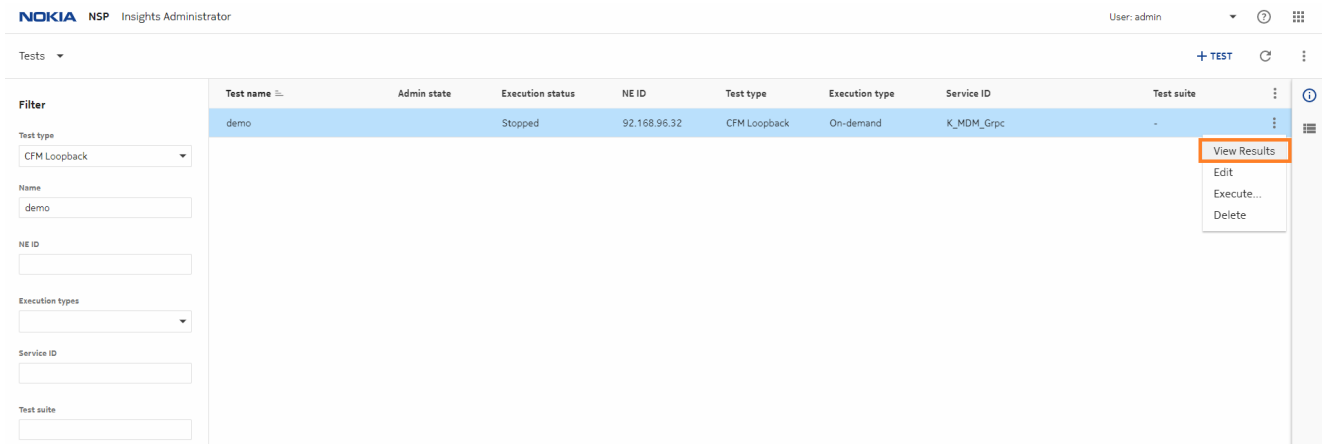 NOKIA NSP Insights Administrator User: admin
Tests + TEST
Filter
Test type
CFM Loopback
Name
demo
NE ID
Execution types
Service ID
Test suite
Test name Admin state Execution status NE ID Test type Execution type Service ID Test suite
demo Stopped 92.168.96.32 CFM Loopback On-demand K_MDM_Grpc -
View Results
Edit
Execute...
Delete